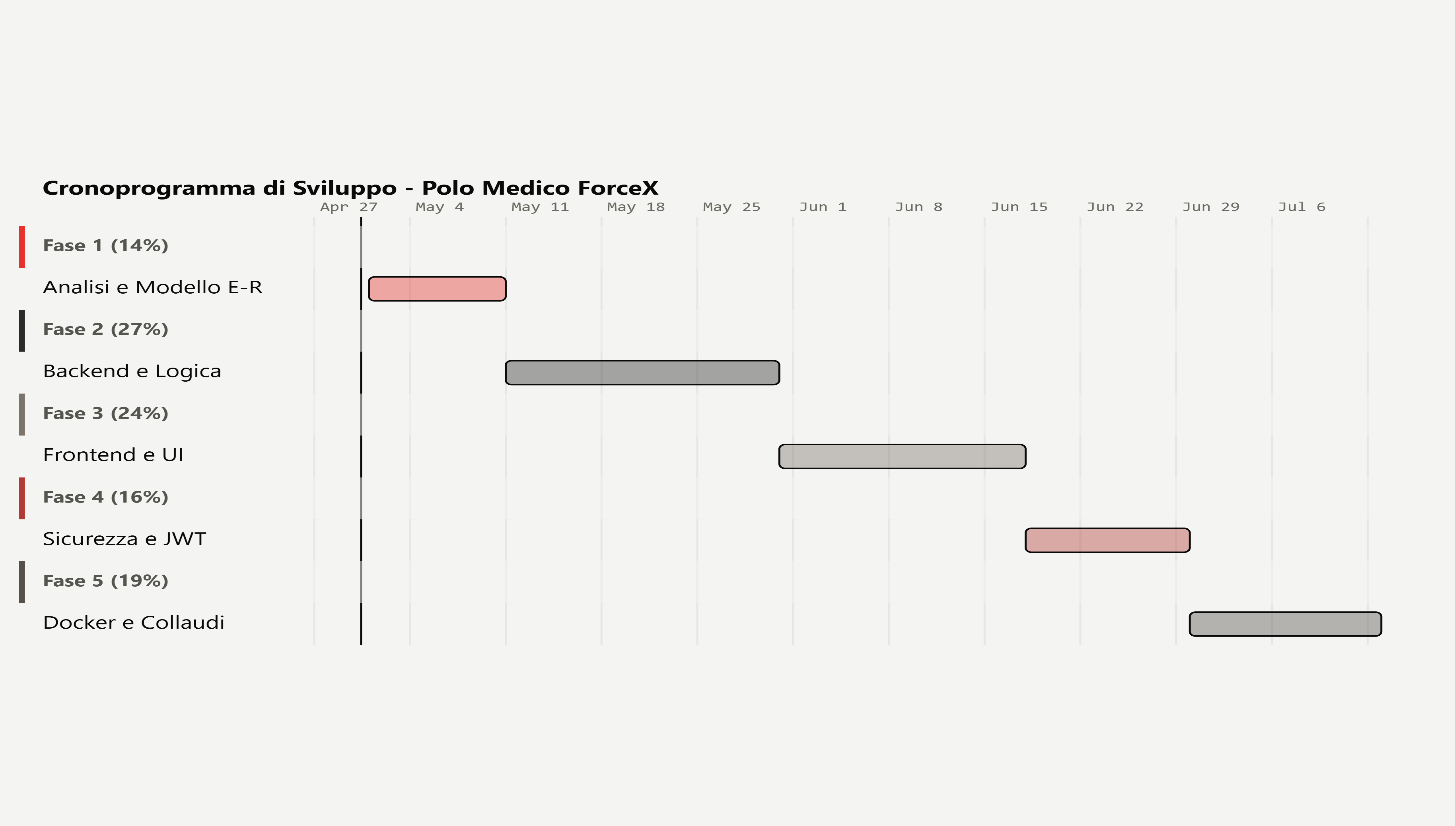 Cronoprogramma di Sviluppo - Polo Medico ForceX
Apr 27 May 4 May 11 May 18 May 25 Jun 1 Jun 8 Jun 15 Jun 22 Jun 29 Jul 6
Fase 1 (14%)
Analisi e Modello E-R
Fase 2 (27%)
Backend e Logica
Fase 3 (24%)
Frontend e UI
Fase 4 (16%)
Sicurezza e JWT
Fase 5 (19%)
Docker e Collaudi